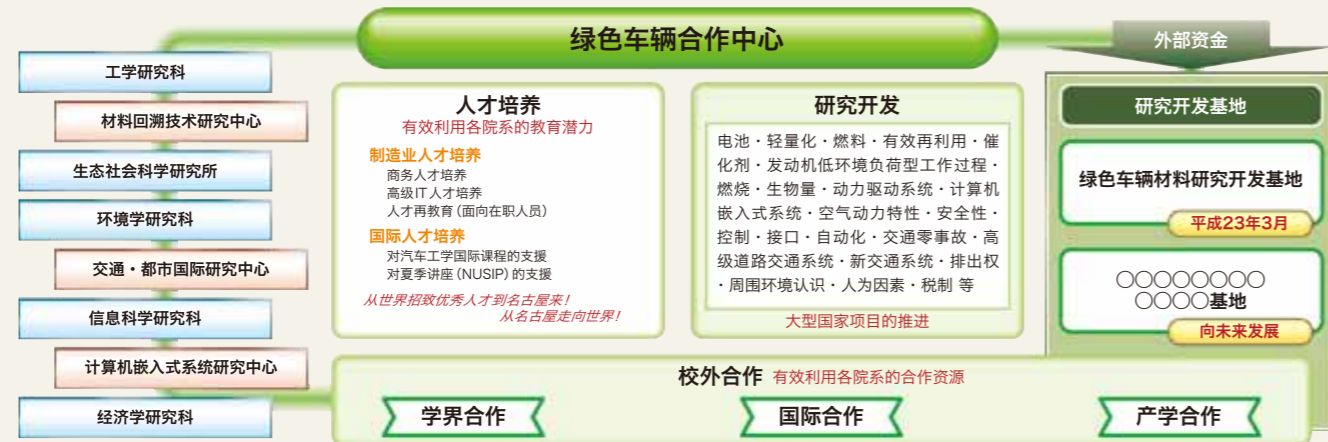 绿色车辆合作中心
外部资金
工学研究科
材料回溯技术研究中心
生态社会科学研究所
环境学研究科
交通・都市国际研究中心
信息科学研究科
计算机嵌入式系统研究中心
经济学研究科
人才培养
有效利用各院系的教育潜力
制造业人才培养
商务人才培养
高级IT人才培养
人才再教育(面向在职人员)
国际人才培养
对汽车工学国际课程的支援
对夏季讲座(NUSIP)的支援
从世界招致优秀人才到名古屋来!
从名古屋走向世界!
研究开发
电池・轻量化・燃料・有效再利用・催
化剂・发动机低环境负荷型工作过程・
燃烧・生物量・动力驱动系统・计算机
嵌入式系统・空气动力特性・安全性・
控制・接口・自动化・交通零事故・高
级道路交通系统・新交通系统・排出权
・周围环境认识・人为因素・税制 等
大型国家项目的推进
研究开发基地
绿色车辆材料研究开发基地
平成23年3月
〇〇〇〇〇〇〇〇
〇〇〇〇基地
向未来发展
校外合作 有效利用各院系的合作资源
学界合作
国际合作
产学合作